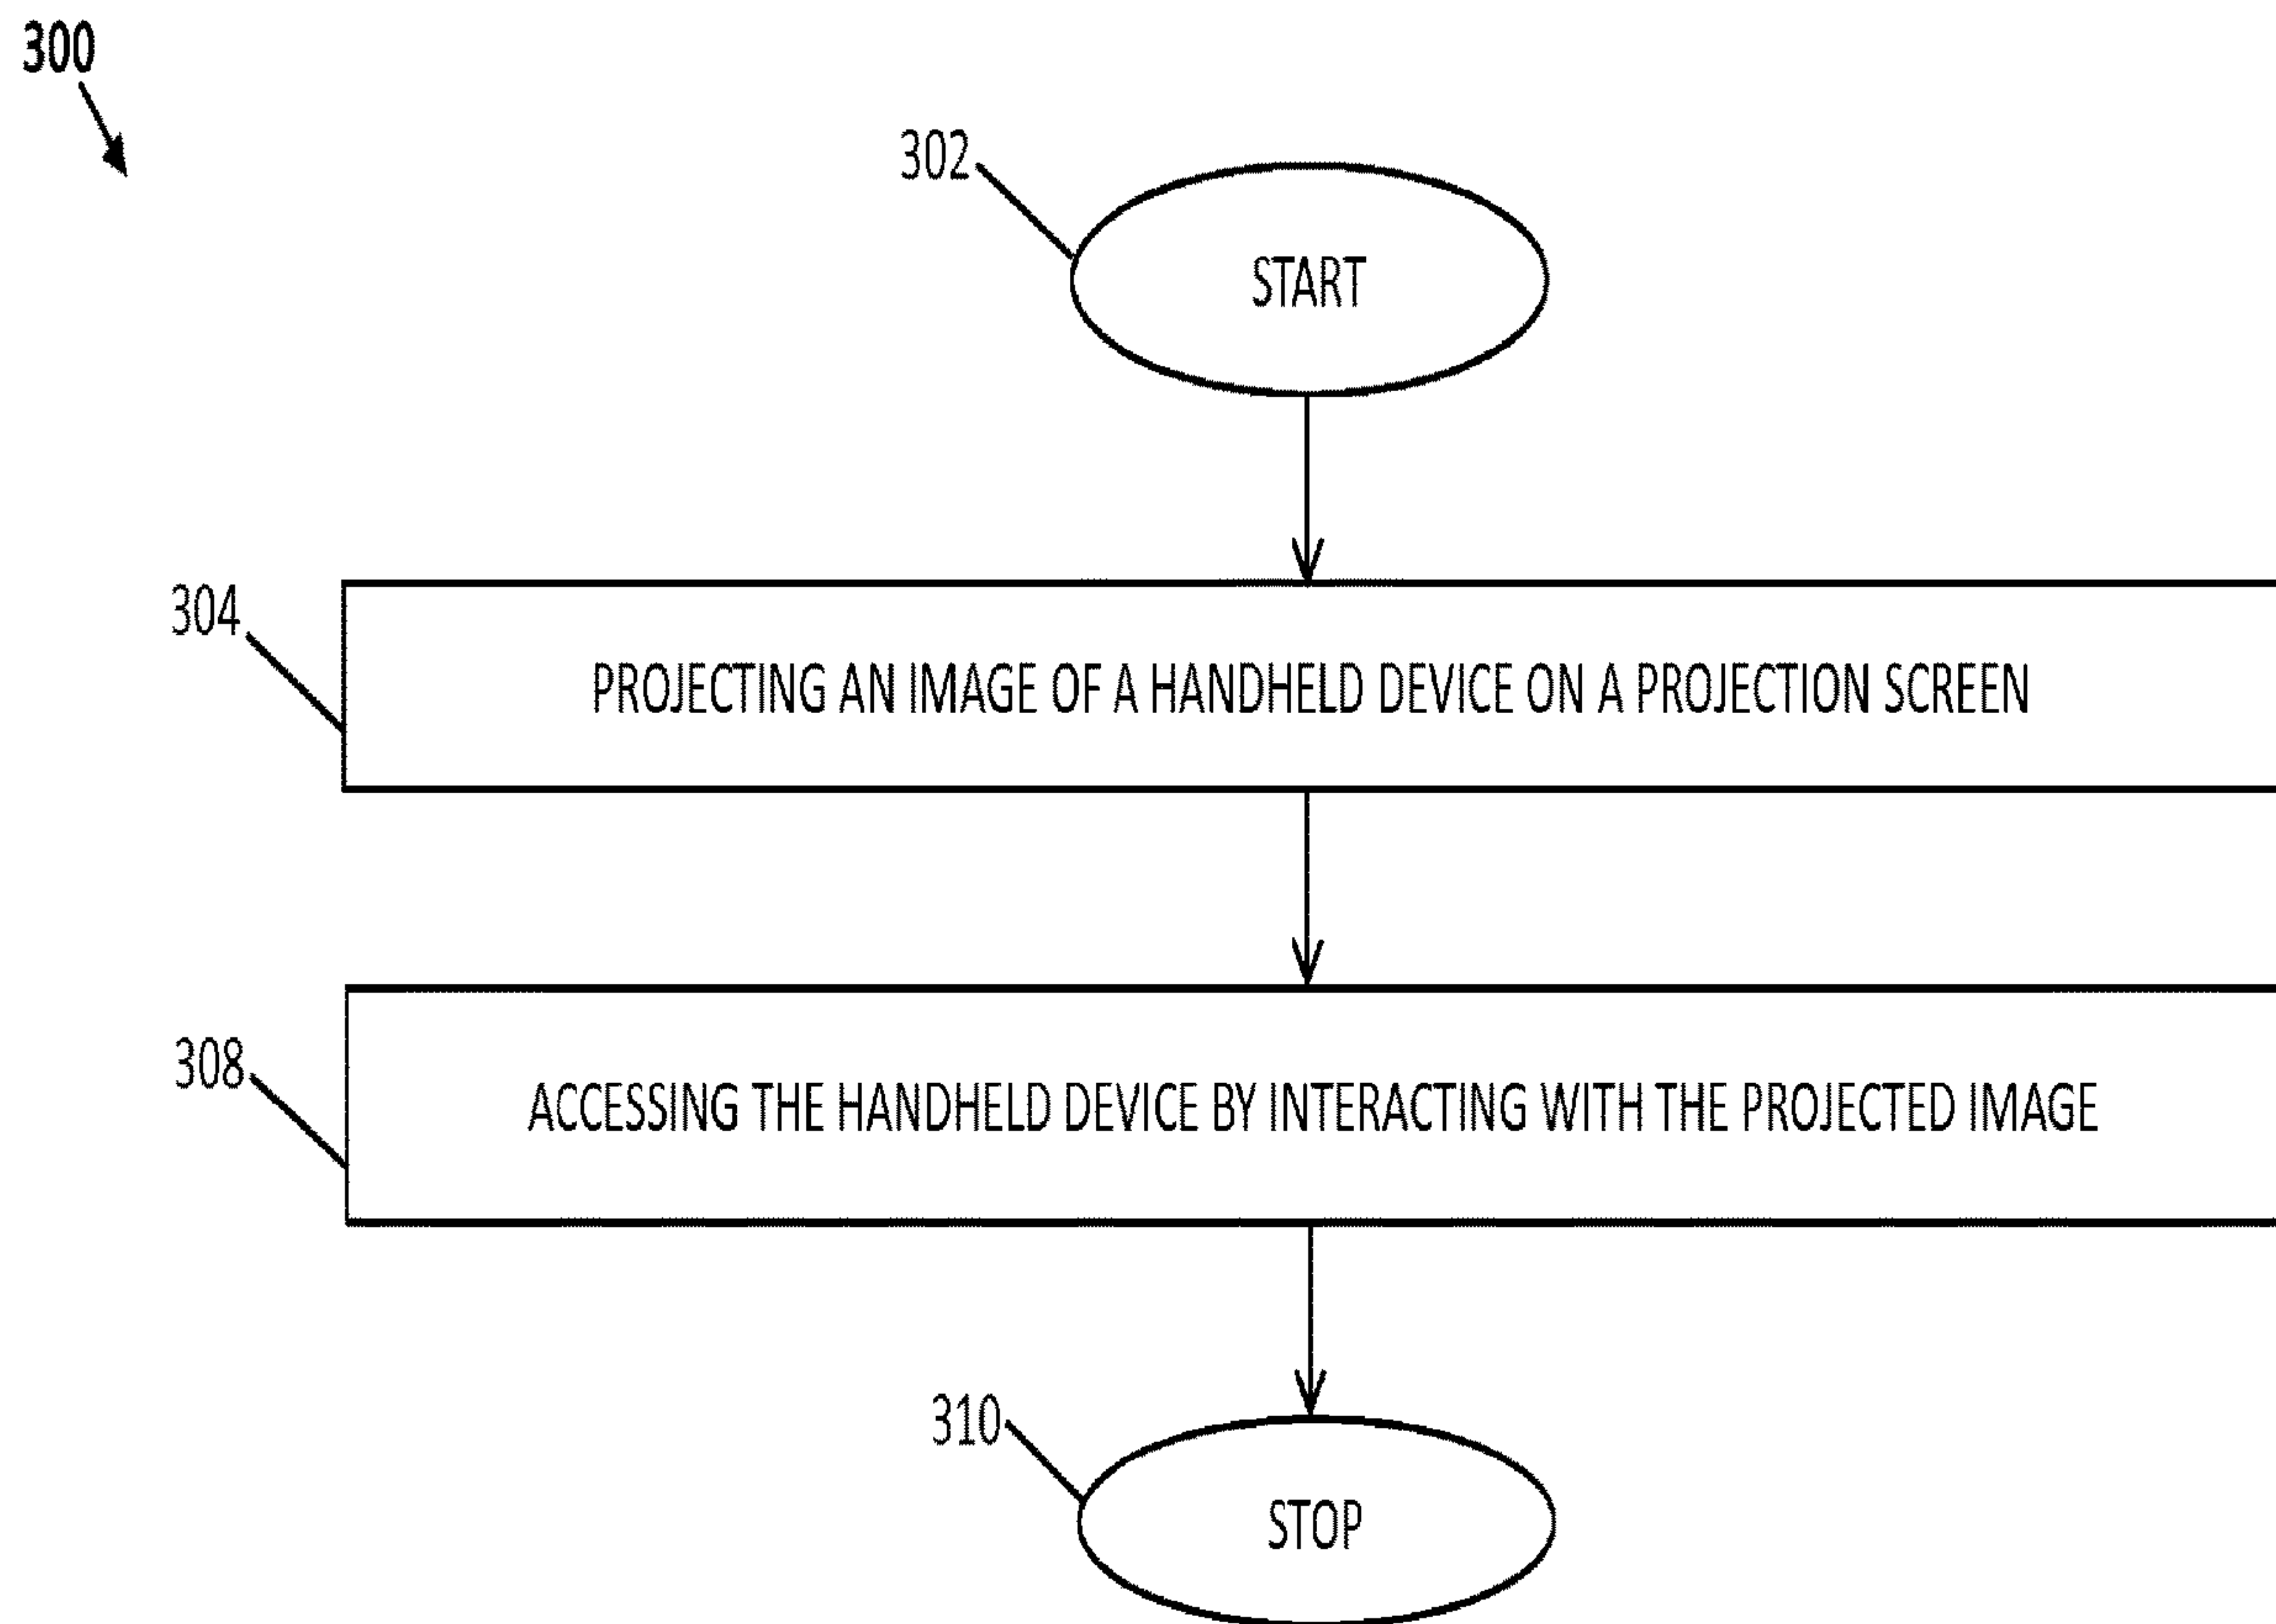 300
302
START
304
PROJECTING AN IMAGE OF A HANDHELD DEVICE ON A PROJECTION SCREEN
308
ACCESSING THE HANDHELD DEVICE BY INTERACTING WITH THE PROJECTED IMAGE
310
STOP